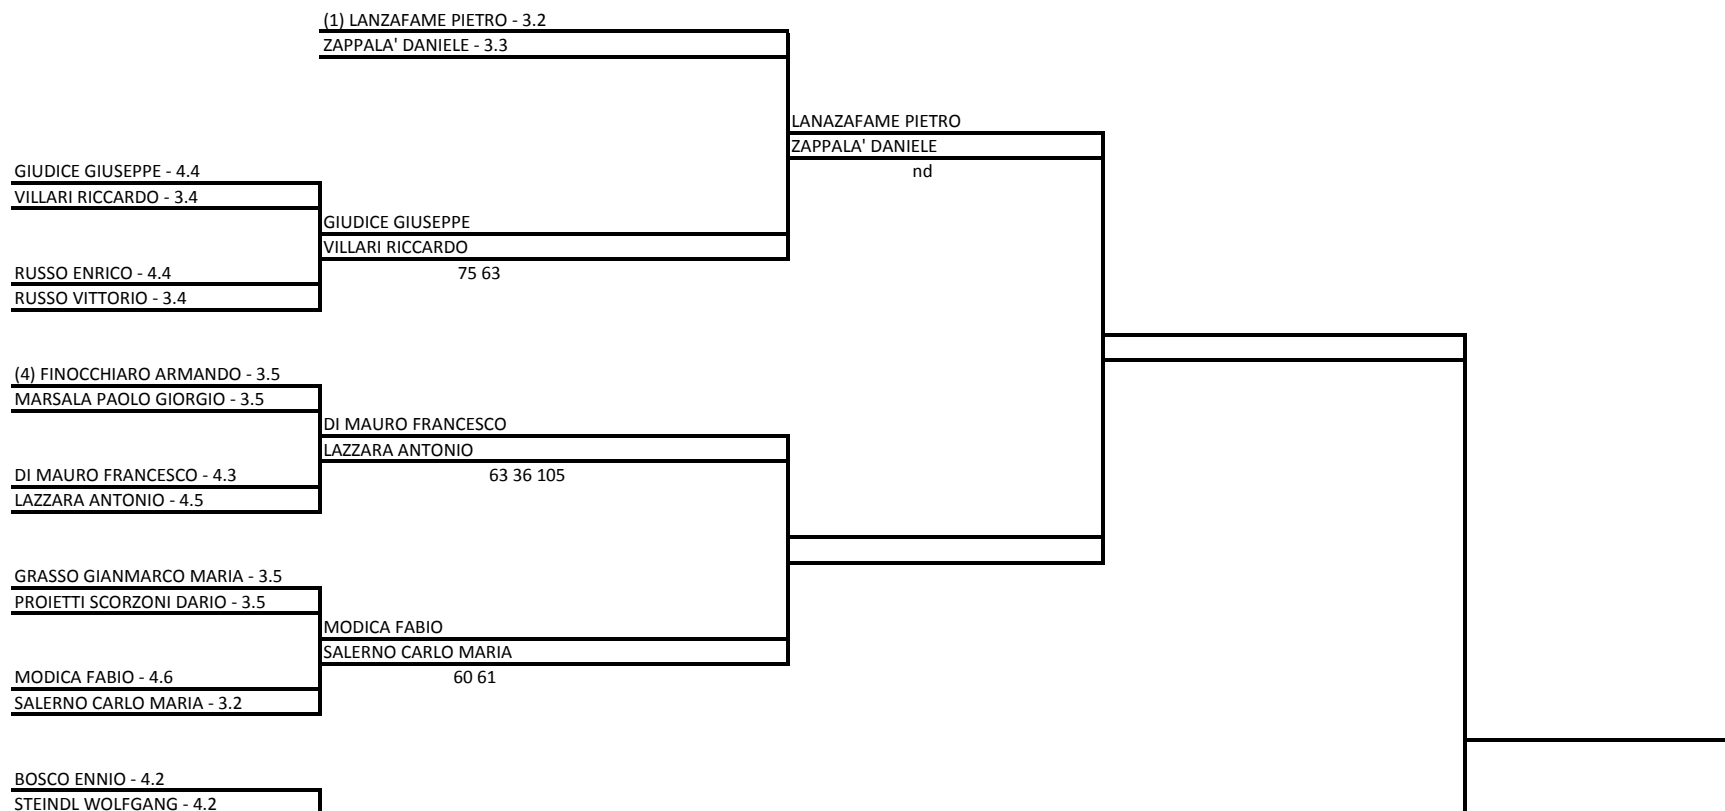 (1) LANZAFAME PIETRO - 3.2
ZAPPALA' DANIELE - 3.3
LANAZAFAME PIETRO
ZAPPALA' DANIELE
nd
GIUDICE GIUSEPPE - 4.4
VILLARI RICCARDO - 3.4
GIUDICE GIUSEPPE
VILLARI RICCARDO
75 63
RUSSO ENRICO - 4.4
RUSSO VITTORIO - 3.4
(4) FINOCCHIARO ARMANDO - 3.5
MARSALA PAOLO GIORGIO - 3.5
DI MAURO FRANCESCO
LAZZARA ANTONIO
63 36 105
DI MAURO FRANCESCO - 4.3
LAZZARA ANTONIO - 4.5
GRASSO GIANMARCO MARIA - 3.5
PROIETTI SCORZONI DARIO - 3.5
MODICA FABIO
SALERNO CARLO MARIA
60 61
MODICA FABIO - 4.6
SALERNO CARLO MARIA - 3.2
BOSCO ENNIO - 4.2
STEINDL WOLFGANG - 4.2